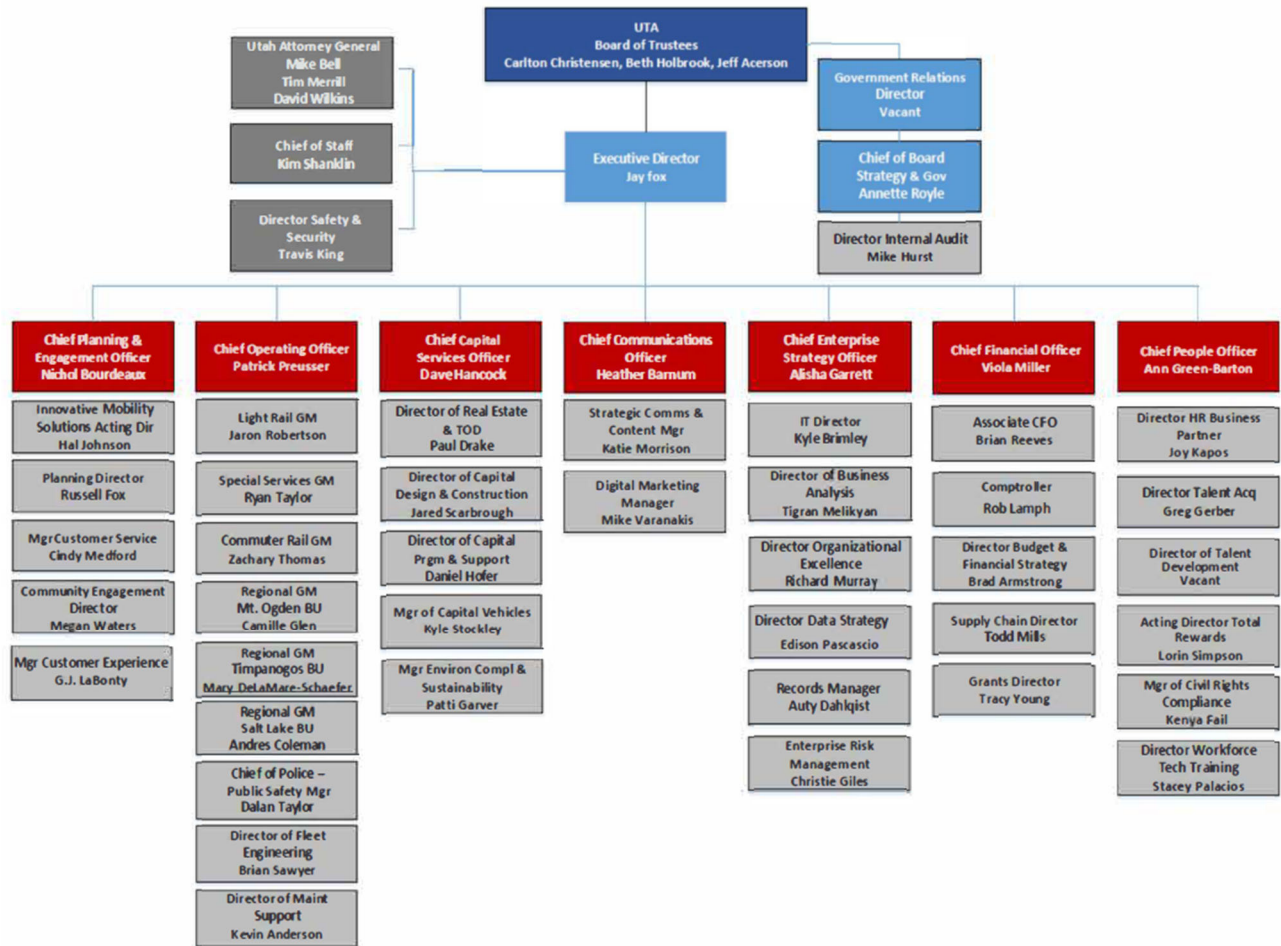 UTA
Board of Trustees
Carlton Christensen, Beth Holbrook, Jeff Acerson
Utah Attorney General
Mike Bell
Tim Merrill
David Wilkins
Chief of Staff
Kim Shanklin
Director Safety &
Security
Travis King
Executive Director
Jay fox
Government Relations
Director
Vacant
Chief of Board
Strategy & Gov
Annette Royle
Director Internal Audit
Mike Hurst
Chief Planning &
Engagement Officer
Nichol Bourdeaux
Innovative Mobility
Solutions Acting Dir
Hal Johnson
Planning Director
Russell Fox
Mgr Customer Service
Cindy Medford
Community Engagement
Director
Megan Waters
Mgr Customer Experience
G.J. LaBonty
Chief Operating Officer
Patrick Preusser
Light Rail GM
Jaron Robertson
Special Services GM
Ryan Taylor
Commuter Rail GM
Zachary Thomas
Regional GM
Mt. Ogden BU
Camille Glen
Regional GM
Timpanogos BU
Mary DeLaMare-Schaefer
Regional GM
Salt Lake BU
Andres Coleman
Chief of Police –
Public Safety Mgr
Dalan Taylor
Director of Fleet
Engineering
Brian Sawyer
Director of Maint
Support
Kevin Anderson
Chief Capital
Services Officer
Dave Hancock
Director of Real Estate
& TOD
Paul Drake
Director of Capital
Design & Construction
Jared Scarbrough
Director of Capital
Prgm & Support
Daniel Hofer
Mgr of Capital Vehicles
Kyle Stockley
Mgr Environ Compl &
Sustainability
Patti Garver
Chief Communications
Officer
Heather Barnum
Strategic Comms &
Content Mgr
Katie Morrison
Digital Marketing
Manager
Mike Varanakis
Chief Enterprise
Strategy Officer
Alisha Garrett
IT Director
Kyle Brimley
Director of Business
Analysis
Tigran Melikyan
Director Organizational
Excellence
Richard Murray
Director Data Strategy
Edison Pascascio
Records Manager
Auty Dahlqist
Enterprise Risk
Management
Christie Giles
Chief Financial Officer
Viola Miller
Associate CFO
Brian Reeves
Comptroller
Rob Lamph
Director Budget &
Financial Strategy
Brad Armstrong
Supply Chain Director
Todd Mills
Grants Director
Tracy Young
Chief People Officer
Ann Green-Barton
Director HR Business
Partner
Joy Kapos
Director Talent Acq
Greg Gerber
Director of Talent
Development
Vacant
Acting Director Total
Rewards
Lorin Simpson
Mgr of Civil Rights
Compliance
Kenya Fail
Director Workforce
Tech Training
Stacey Palacios